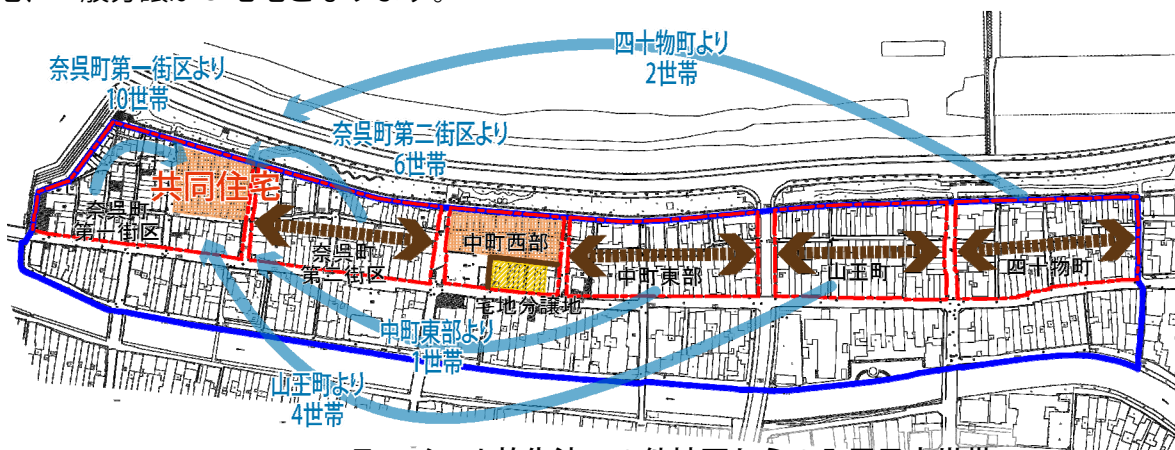 四十物町より
2世帯
奈呉町第一街区より
10世帯
奈呉町第二街区より
6世帯
共同住宅
奈呉町
第一街区
奈呉町
第二街区
中町西部
中町東部
山王町
四十物町
宅地分譲地
中町東部より
1世帯
山王町より
4世帯